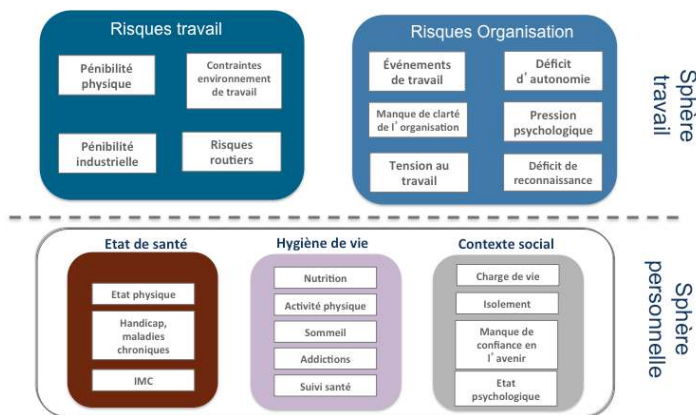 Risques travail
Pénibilité
physique
Contraintes
environnement
de travail
Pénibilité
industrielle
Risques
routiers
Risques Organisation
Événements
de travail
Déficit
d’autonomie
Manque de clarté
de l’organisation
Pression
psychologique
Tension au
travail
Déficit de
reconnaissance
Sphère
travail
Etat de santé
Etat physique
Handicap,
maladies
chroniques
IMC
Hygiène de vie
Nutrition
Activité physique
Sommeil
Addictions
Suivi santé
Contexte social
Charge de vie
Isolement
Manque de
confiance en
l’avenir
Etat
psychologique
Sphère
personnelle